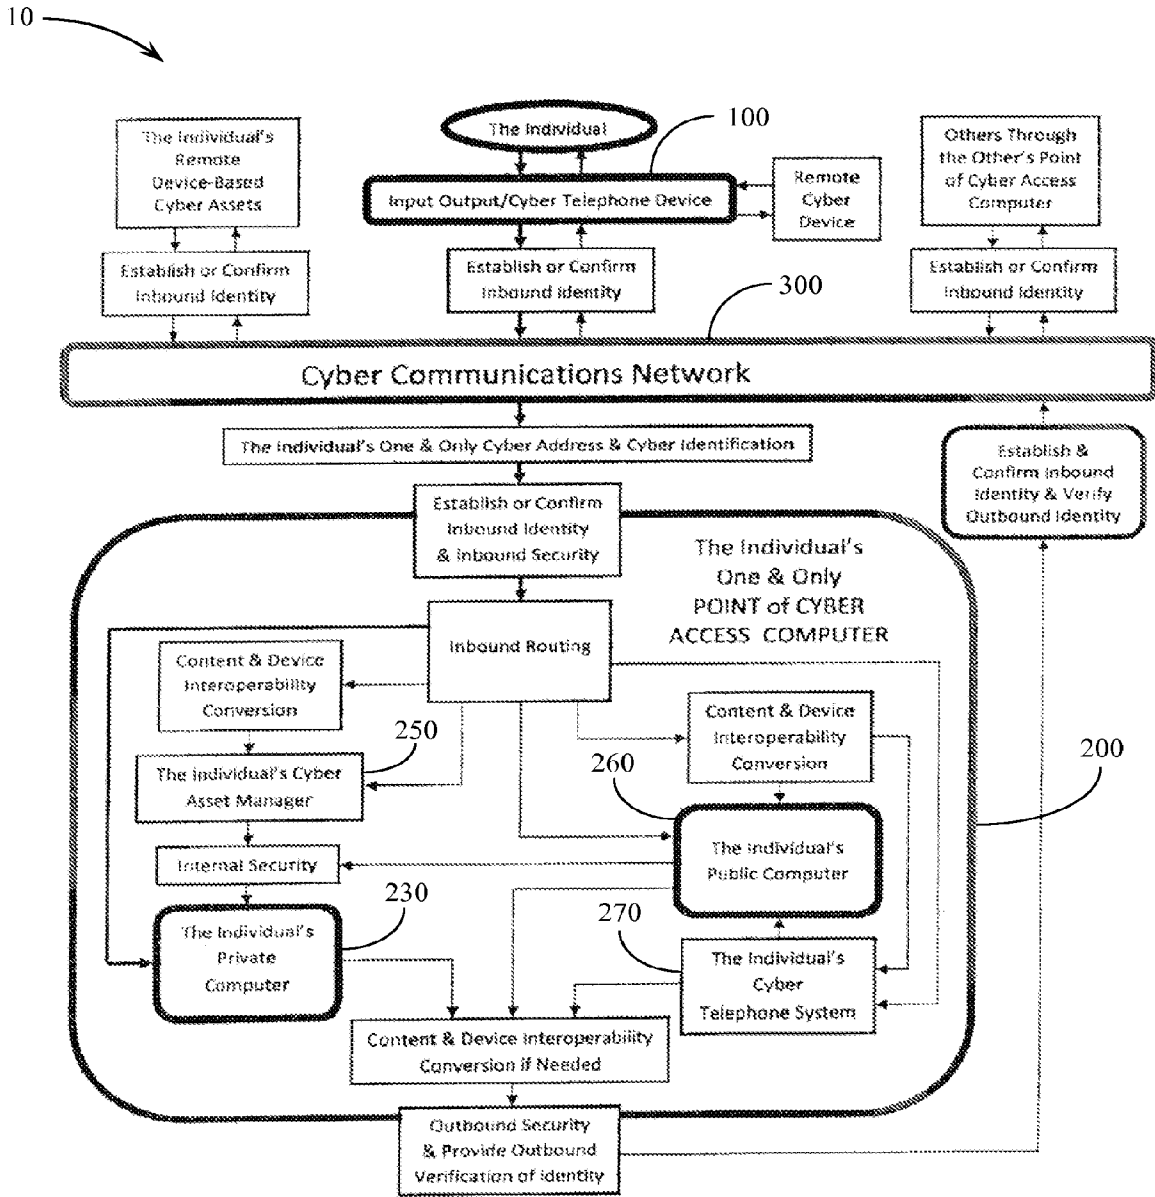 10
The Individual's
Remote
Device-Based
Cyber Assets
The Individual
100
Input Output/Cyber Telephone Device
Remote
Cyber
Device
Others Through
the Other's Point
of Cyber Access
Computer
Establish or Confirm
Inbound Identity
Establish or Confirm
Inbound Identity
Establish or Confirm
Inbound Identity
300
Cyber Communications Network
The Individual's One & Only Cyber Address & Cyber Identification
Establish &
Confirm Inbound
Identity & Verify
Outbound Identity
Establish or Confirm
Inbound Identity
& Inbound Security
The Individual's
One & Only
POINT of CYBER
ACCESS COMPUTER
Inbound Routing
Content & Device
Interoperability
Conversion
Content & Device
Interoperability
Conversion
250
The Individual's Cyber
Asset Manager
260
200
Internal Security
The Individual's
Public Computer
230
The Individual's
Private
Computer
270
The Individual's
Cyber
Telephone System
Content & Device Interoperability
Conversion if Needed
Outbound Security
& Provide Outbound
Verification of Identity